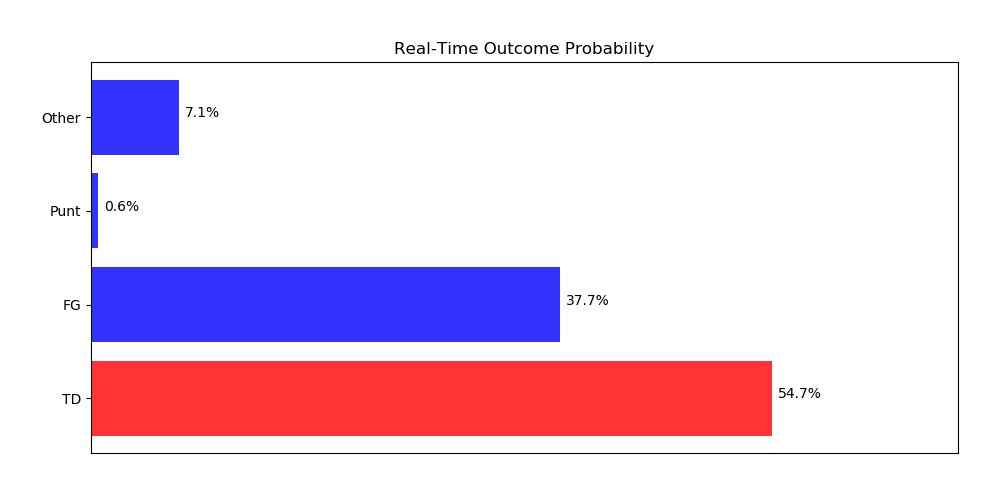 Real-Time Outcome Probability
Other
7.1%
Punt
0.6%
FG
37.7%
TD
54.7%